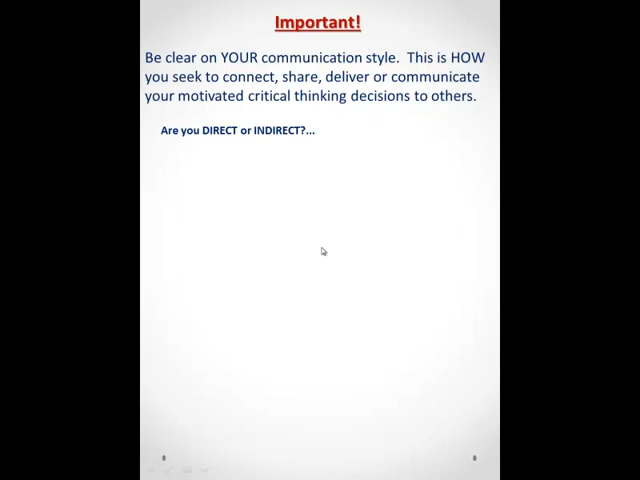 Important!
Be clear on YOUR communication style.  This is HOW
you seek to connect, share, deliver or communicate
your motivated critical thinking decisions to others.
Are you DIRECT or INDIRECT?...